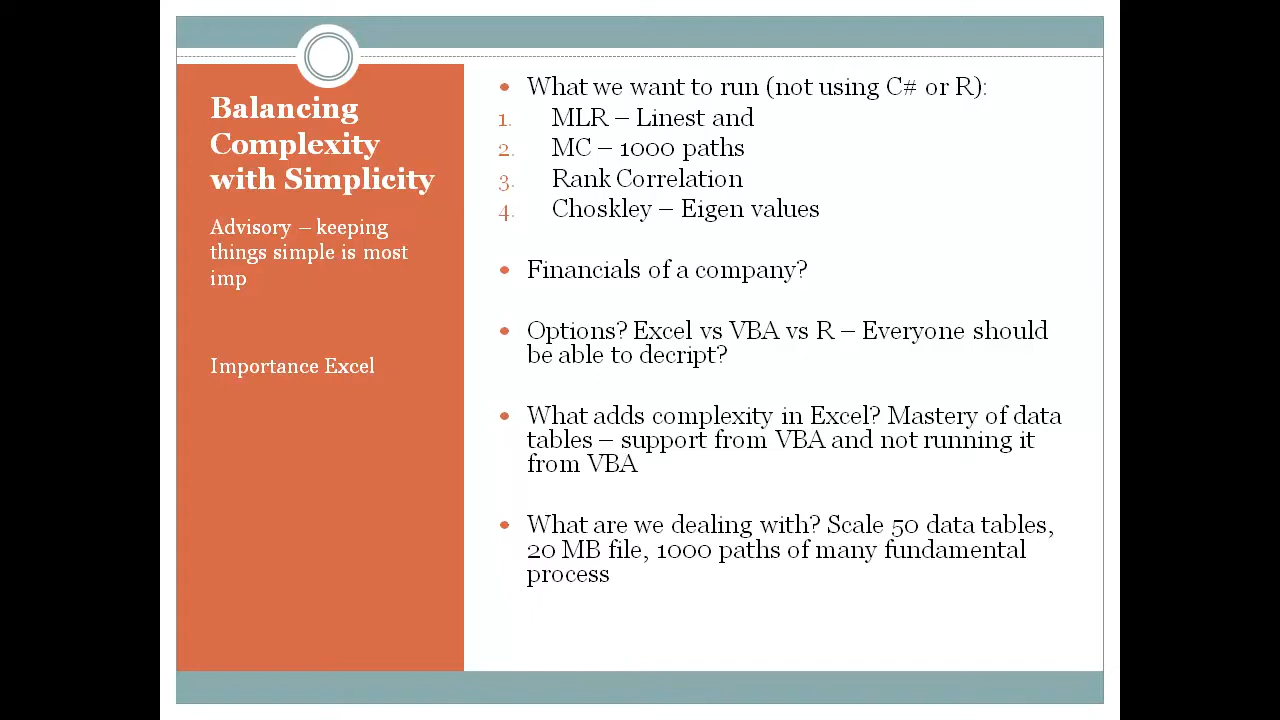 Balancing
Complexity
with Simplicity
Advisory – keeping
things simple is most
imp
Importance Excel
• What we want to run (not using C# or R):
1. MLR – Linest and
2. MC – 1000 paths
3. Rank Correlation
4. Choskley – Eigen values
• Financials of a company?
• Options? Excel vs VBA vs R – Everyone should
be able to decript?
• What adds complexity in Excel? Mastery of data
tables – support from VBA and not running it
from VBA
• What are we dealing with? Scale 50 data tables,
20 MB file, 1000 paths of many fundamental
process